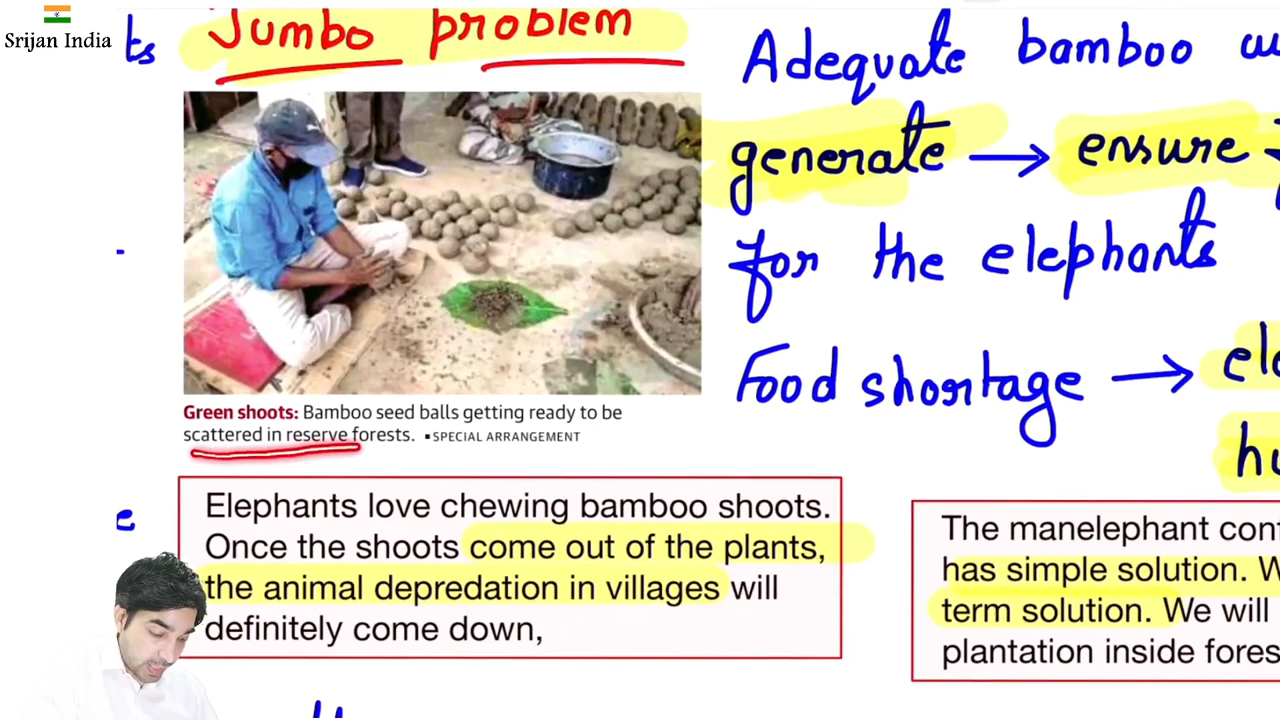 Srijan India
Jumbo problem
Adequate bamboo
generate → ensure
for the elephants
Food shortage →
Green shoots: Bamboo seed balls getting ready to be
scattered in reserve forests. ▪SPECIAL ARRANGEMENT
Elephants love chewing bamboo shoots.
Once the shoots come out of the plants,
the animal depredation in villages will
definitely come down,
The manelephant
has simple solution.
term solution. We will
plantation inside